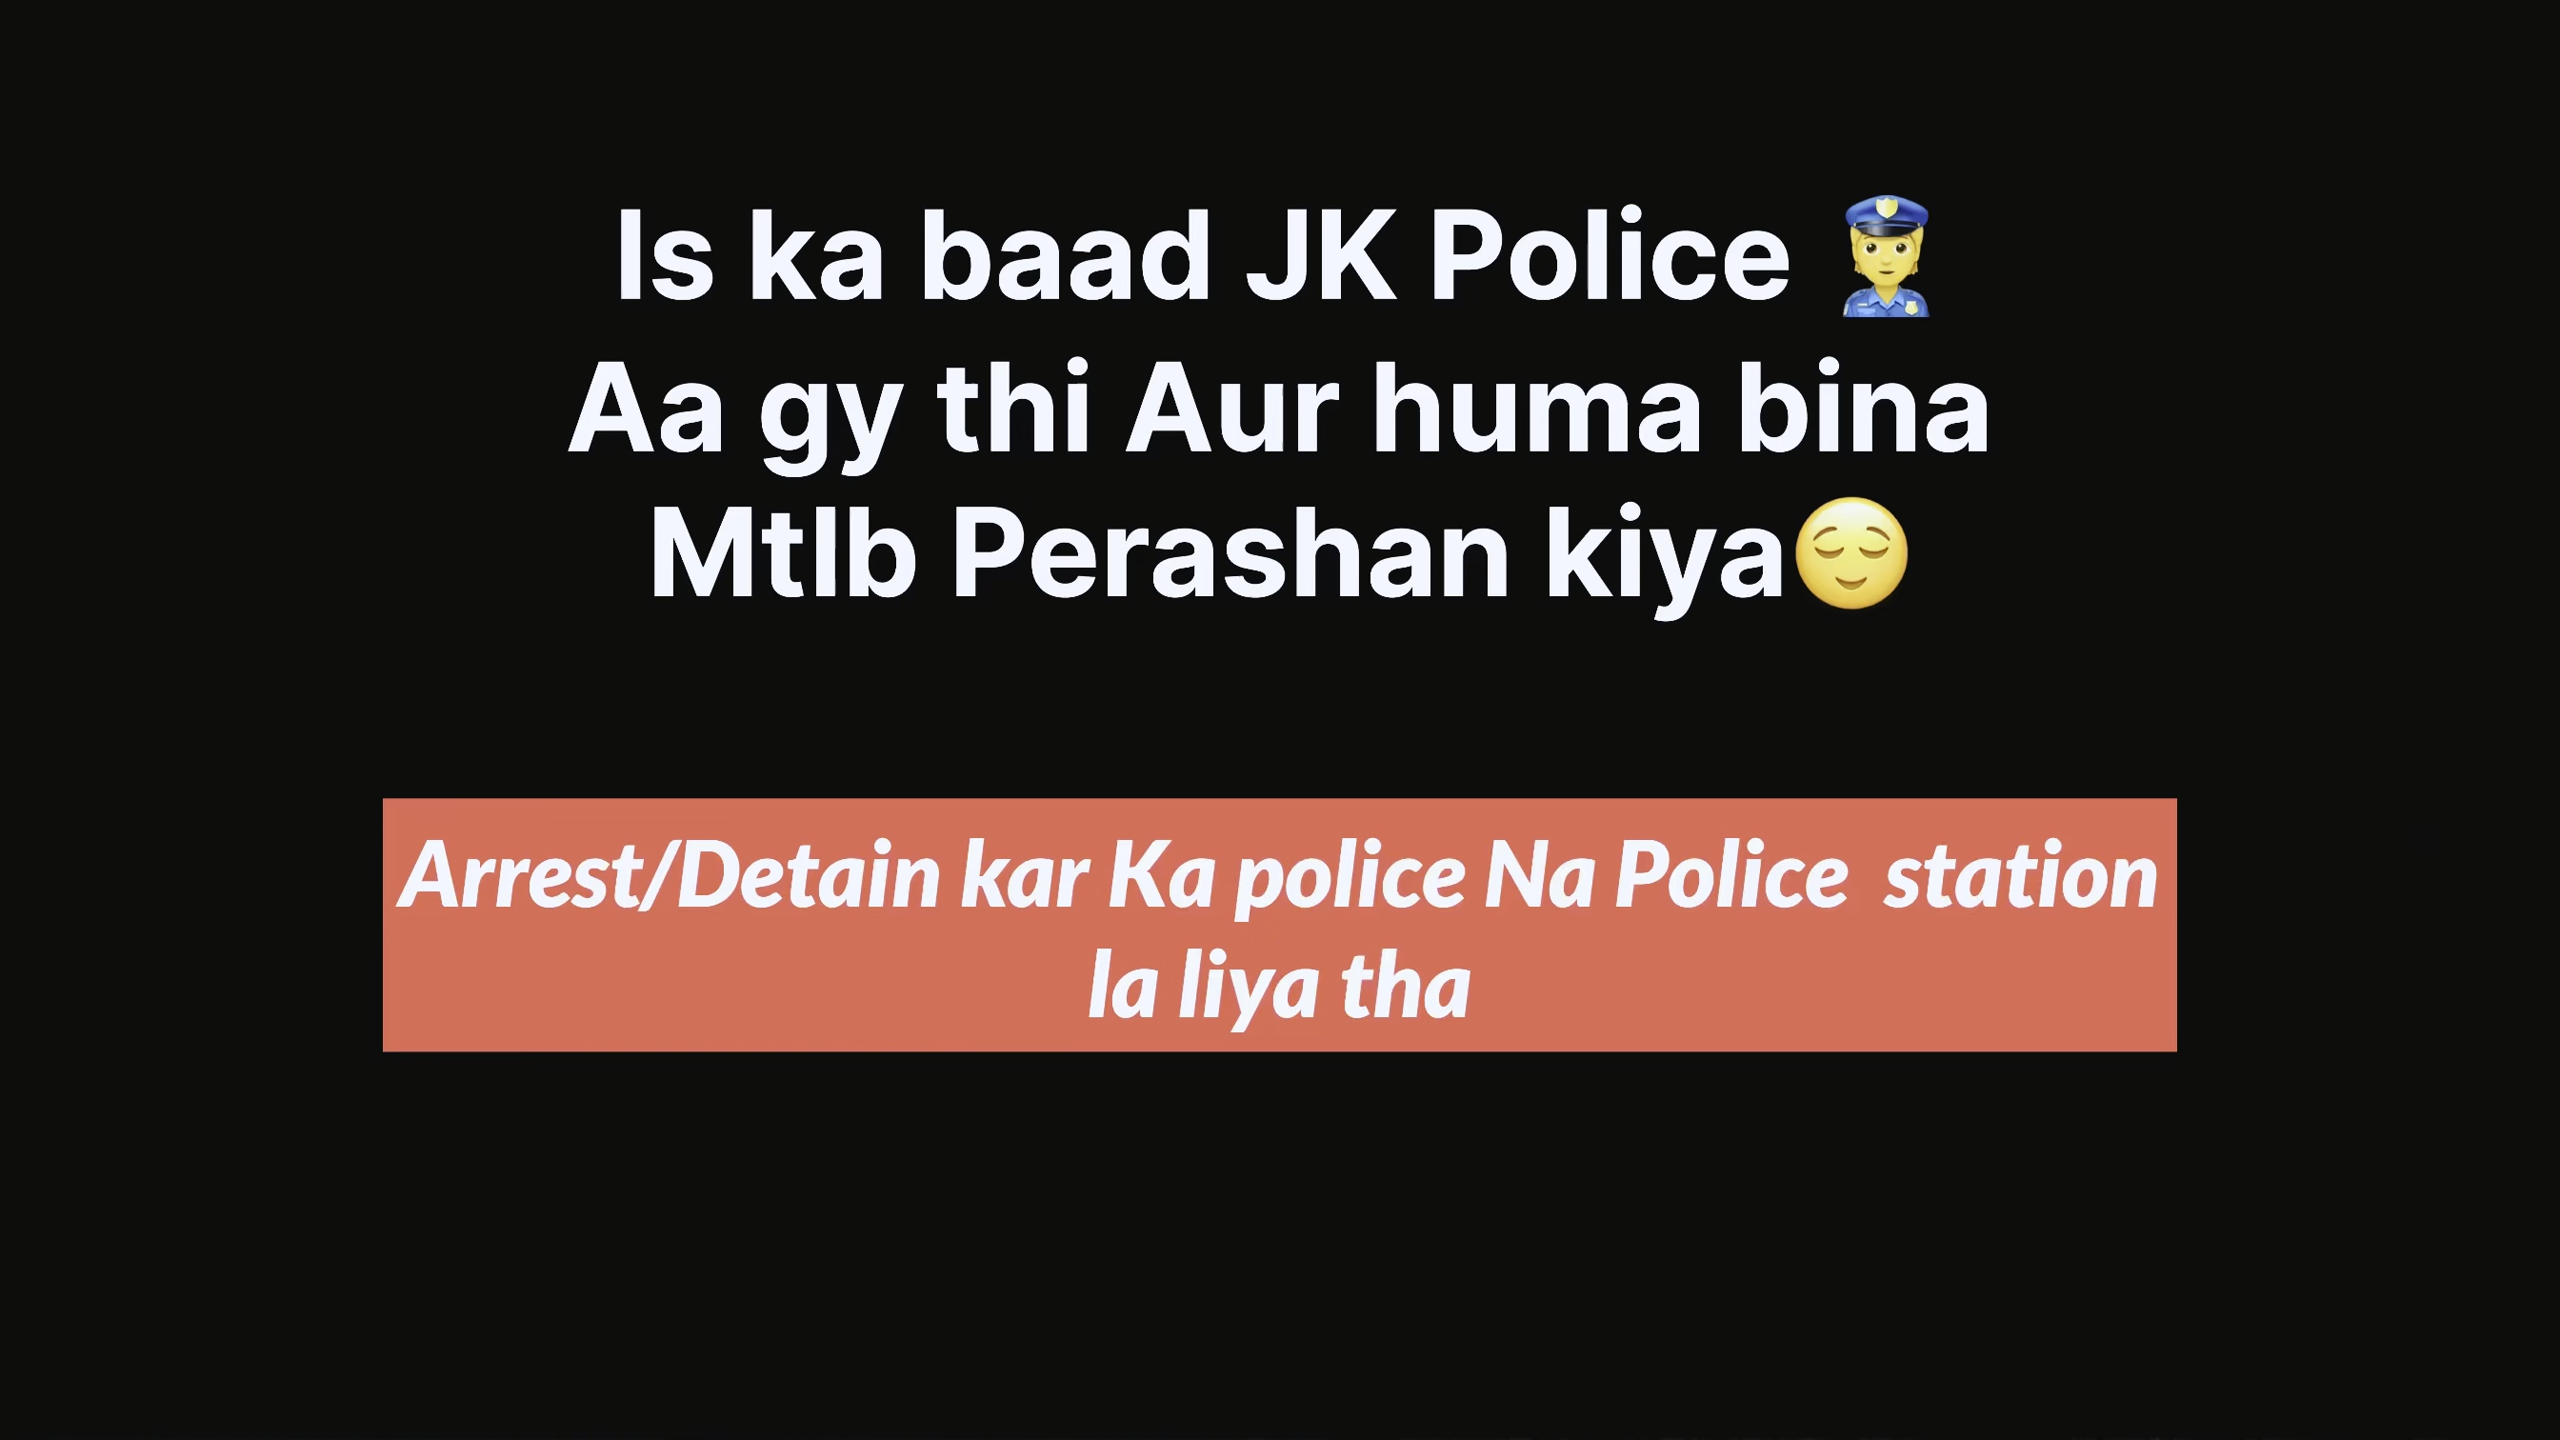 Is ka baad JK Police 👮
Aa gy thi Aur huma bina
Mtlb Perashan kiya😌
Arrest/Detain kar Ka police Na Police station
la liya tha